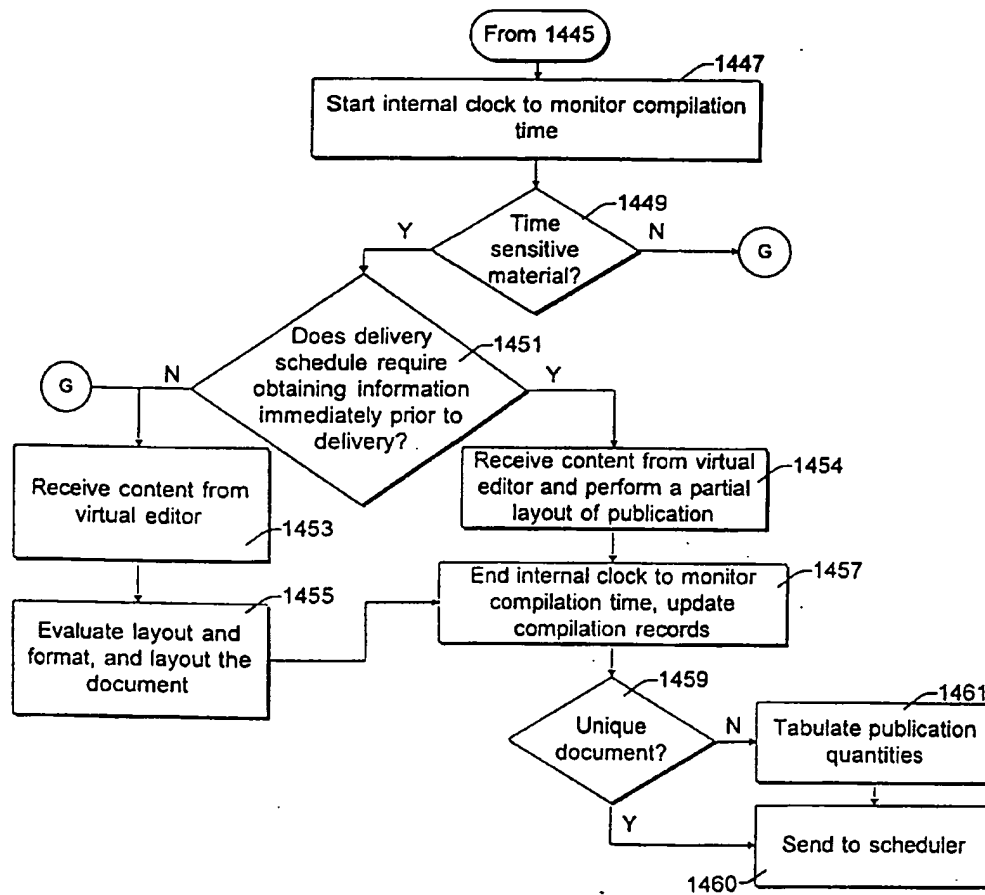 From 1445
1447
Start internal clock to monitor compilation
time
1449
Time
sensitive
material?
Y
N
G
Does delivery
schedule require
obtaining information
immediately prior to
delivery?
1451
N
G
Y
Receive content from
virtual editor
1453
Receive content from virtual
editor and perform a partial
layout of publication
1454
1455
Evaluate layout and
format, and layout the
document
End internal clock to monitor
compilation time, update
compilation records
1457
1459
Unique
document?
N
Y
1461
Tabulate publication
quantities
Send to scheduler
1460